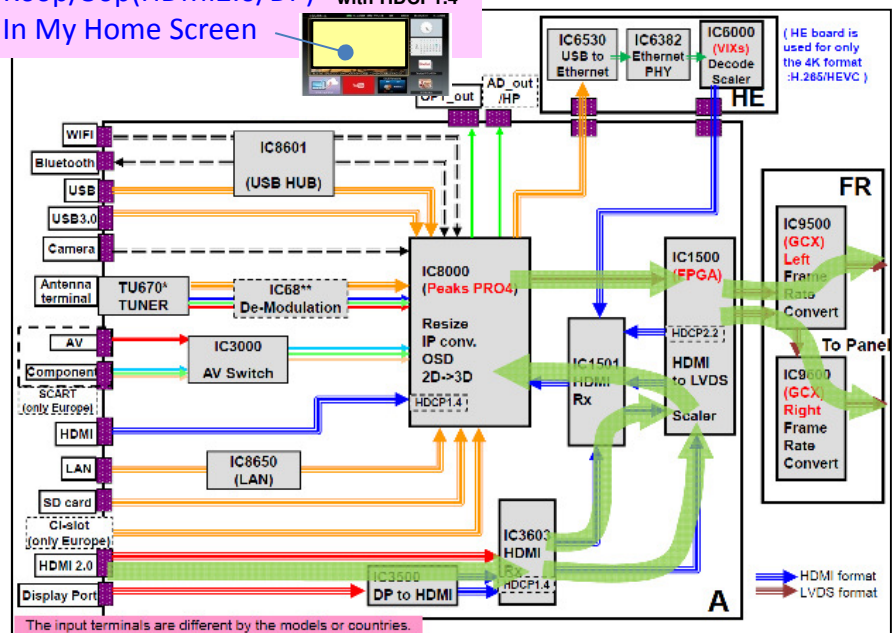 with HDCP1.4
In My Home Screen
IC6530
USB to
Ethernet
IC6382
Ethernet
PHY
IC6000
(VIXs)
Decode
Scaler
HE
( HE board is
used for only
the 4K format
:H.265/HEVC )
AD_out
/HP
WIFI
Bluetooth
USB
USB3.0
Camera
Antenna
terminal
AV
Component
SCART
(only Europe)
HDMI
LAN
SD card
CI-slot
(only Europe)
HDMI 2.0
Display Port
IC8601
(USB HUB)
TU670*
TUNER
IC68**
De-Modulation
IC3000
AV Switch
IC8650
(LAN)
IC3500
DP to HDMI
IC8000
(Peaks PRO4)
Resize
IP conv.
OSD
2D->3D
HDCP1.4
IC3603
HDMI
Rx
HDCP1.4
IC1501
HDMI
Rx
IC1500
(FPGA)
HDCP2.2
HDMI
to LVDS
Scaler
A
FR
IC9500
(GCX)
Left
Frame
Rate
Convert
To Panel
IC9600
(GCX)
Right
Frame
Rate
Convert
HDMI format
LVDS format
The input terminals are different by the models or countries.